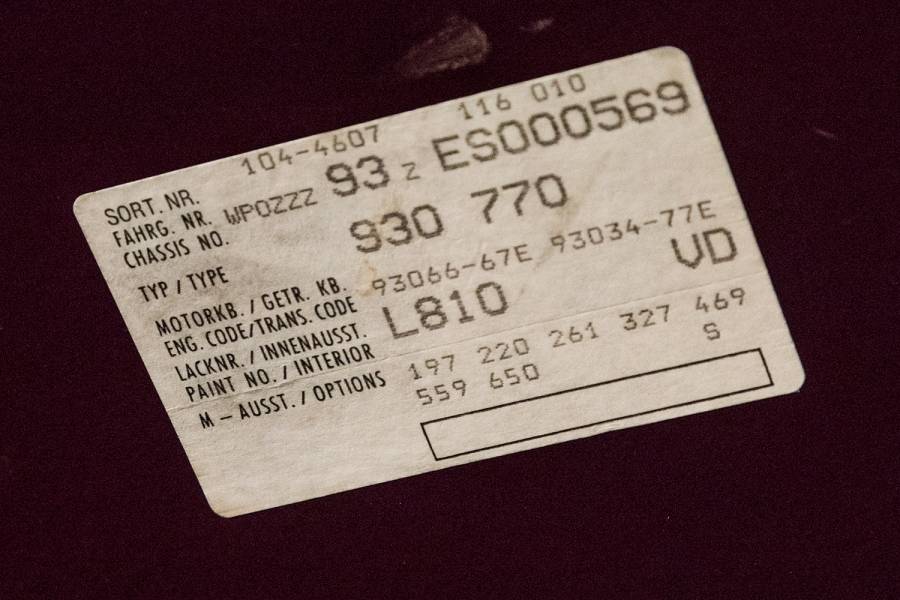 SORT. NR. 104-4607 116 010
FAHRG. NR. WP0ZZZ 93 Z ES000569
CHASSIS NO.
TYP / TYPE 930 770
MOTORKB. / GETR. KB. 93066-67E 93034-77E
ENG. CODE/TRANS. CODE
LACKNR. / INNENAUSST. L810 VD
PAINT NO. / INTERIOR
M – AUSST. / OPTIONS 197 220 261 327 469
559 650 S